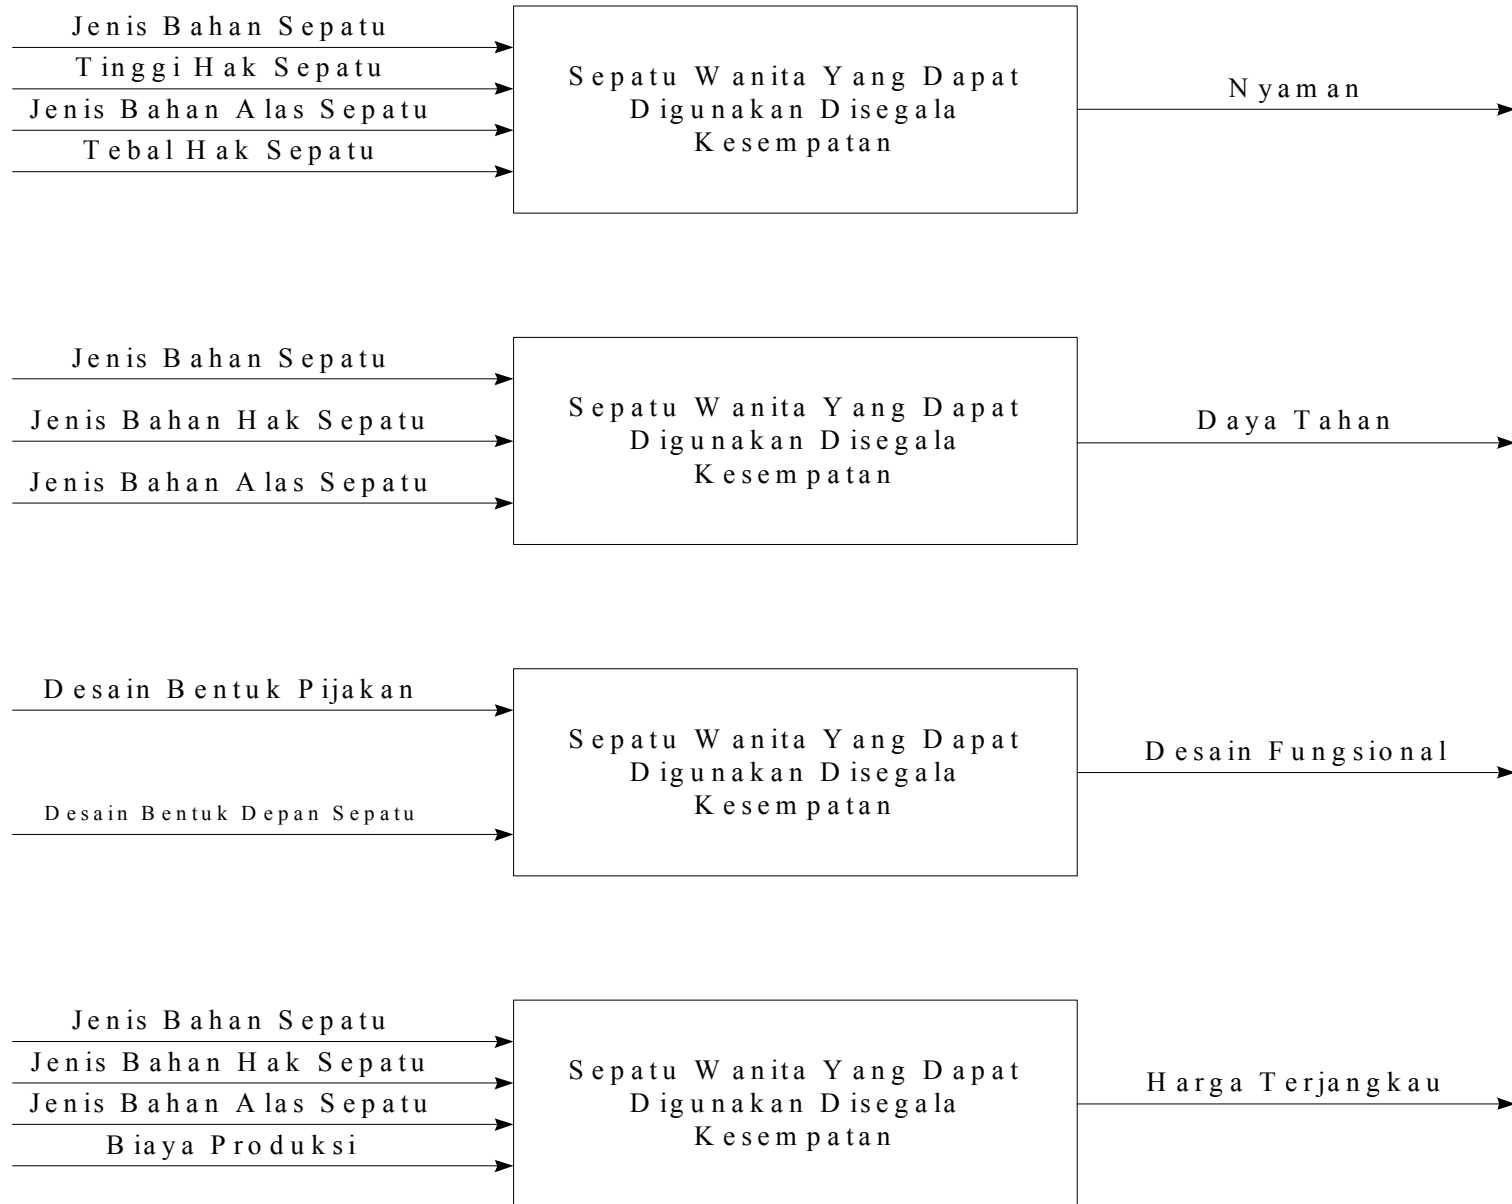 Jenis Bahan Sepatu
Tinggi Hak Sepatu
Jenis Bahan Alas Sepatu
Tebal Hak Sepatu
Sepatu Wanita Yang Dapat
Digunakan Disegala
Kesempatan
Nyaman
Jenis Bahan Sepatu
Jenis Bahan Hak Sepatu
Jenis Bahan Alas Sepatu
Sepatu Wanita Yang Dapat
Digunakan Disegala
Kesempatan
Daya Tahan
Desain Bentuk Pijakan
Desain Bentuk Depan Sepatu
Sepatu Wanita Yang Dapat
Digunakan Disegala
Kesempatan
Desain Fungsional
Jenis Bahan Sepatu
Jenis Bahan Hak Sepatu
Jenis Bahan Alas Sepatu
Biaya Produksi
Sepatu Wanita Yang Dapat
Digunakan Disegala
Kesempatan
Harga Terjangkau